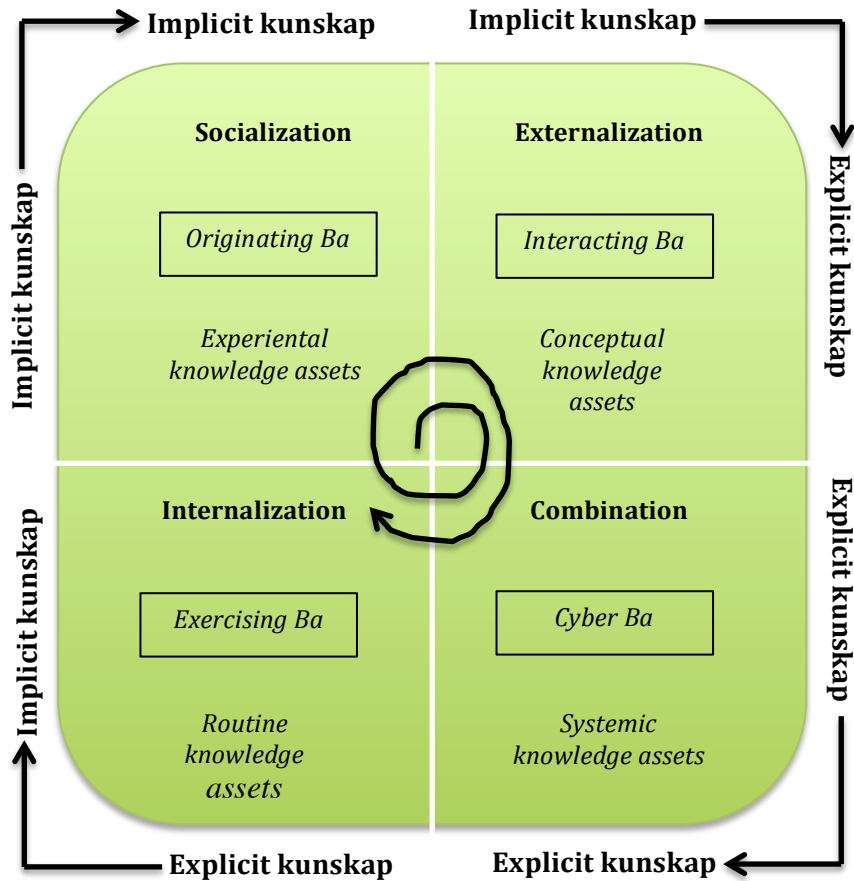 Implicit kunskap
Implicit kunskap
Implicit kunskap
Explicit kunskap
Socialization
Externalization
Originating Ba
Interacting Ba
Experiental
knowledge assets
Conceptual
knowledge
assets
Internalization
Combination
Implicit kunskap
Explicit kunskap
Exercising Ba
Cyber Ba
Routine
knowledge
assets
Systemic
knowledge assets
Explicit kunskap
Explicit kunskap